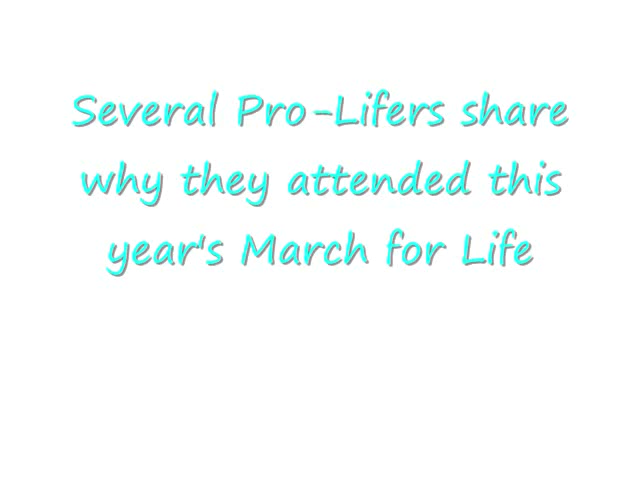 Several Pro-Lifers share
why they attended this
year's March for Life